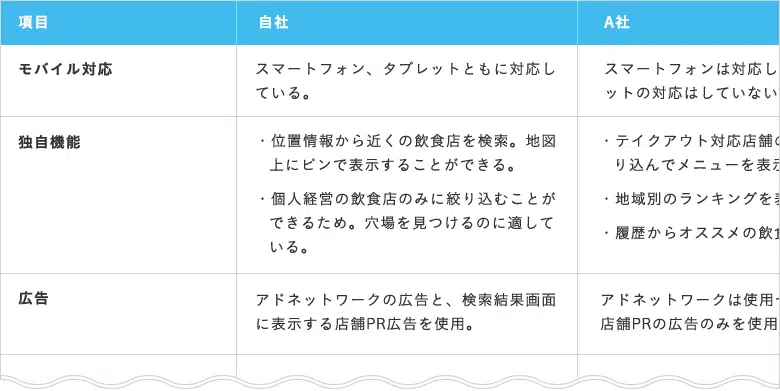 項目 自社 A社
モバイル対応
スマートフォン、タブレットともに対応し
ている。
スマートフォンは対応し
ットの対応はしていない
独自機能
・位置情報から近くの飲食店を検索。地図
上にピンで表示することができる。
・個人経営の飲食店のみに絞り込むことが
できるため。穴場を見つけるのに適して
いる。
・テイクアウト対応店舗の
り込んでメニューを表示
・地域別のランキングを表
・履歴からオススメの飲食
広告
アドネットワークの広告と、検索結果画面
に表示する店舗PR広告を使用。
アドネットワークは使用せ
店舗PRの広告のみを使用